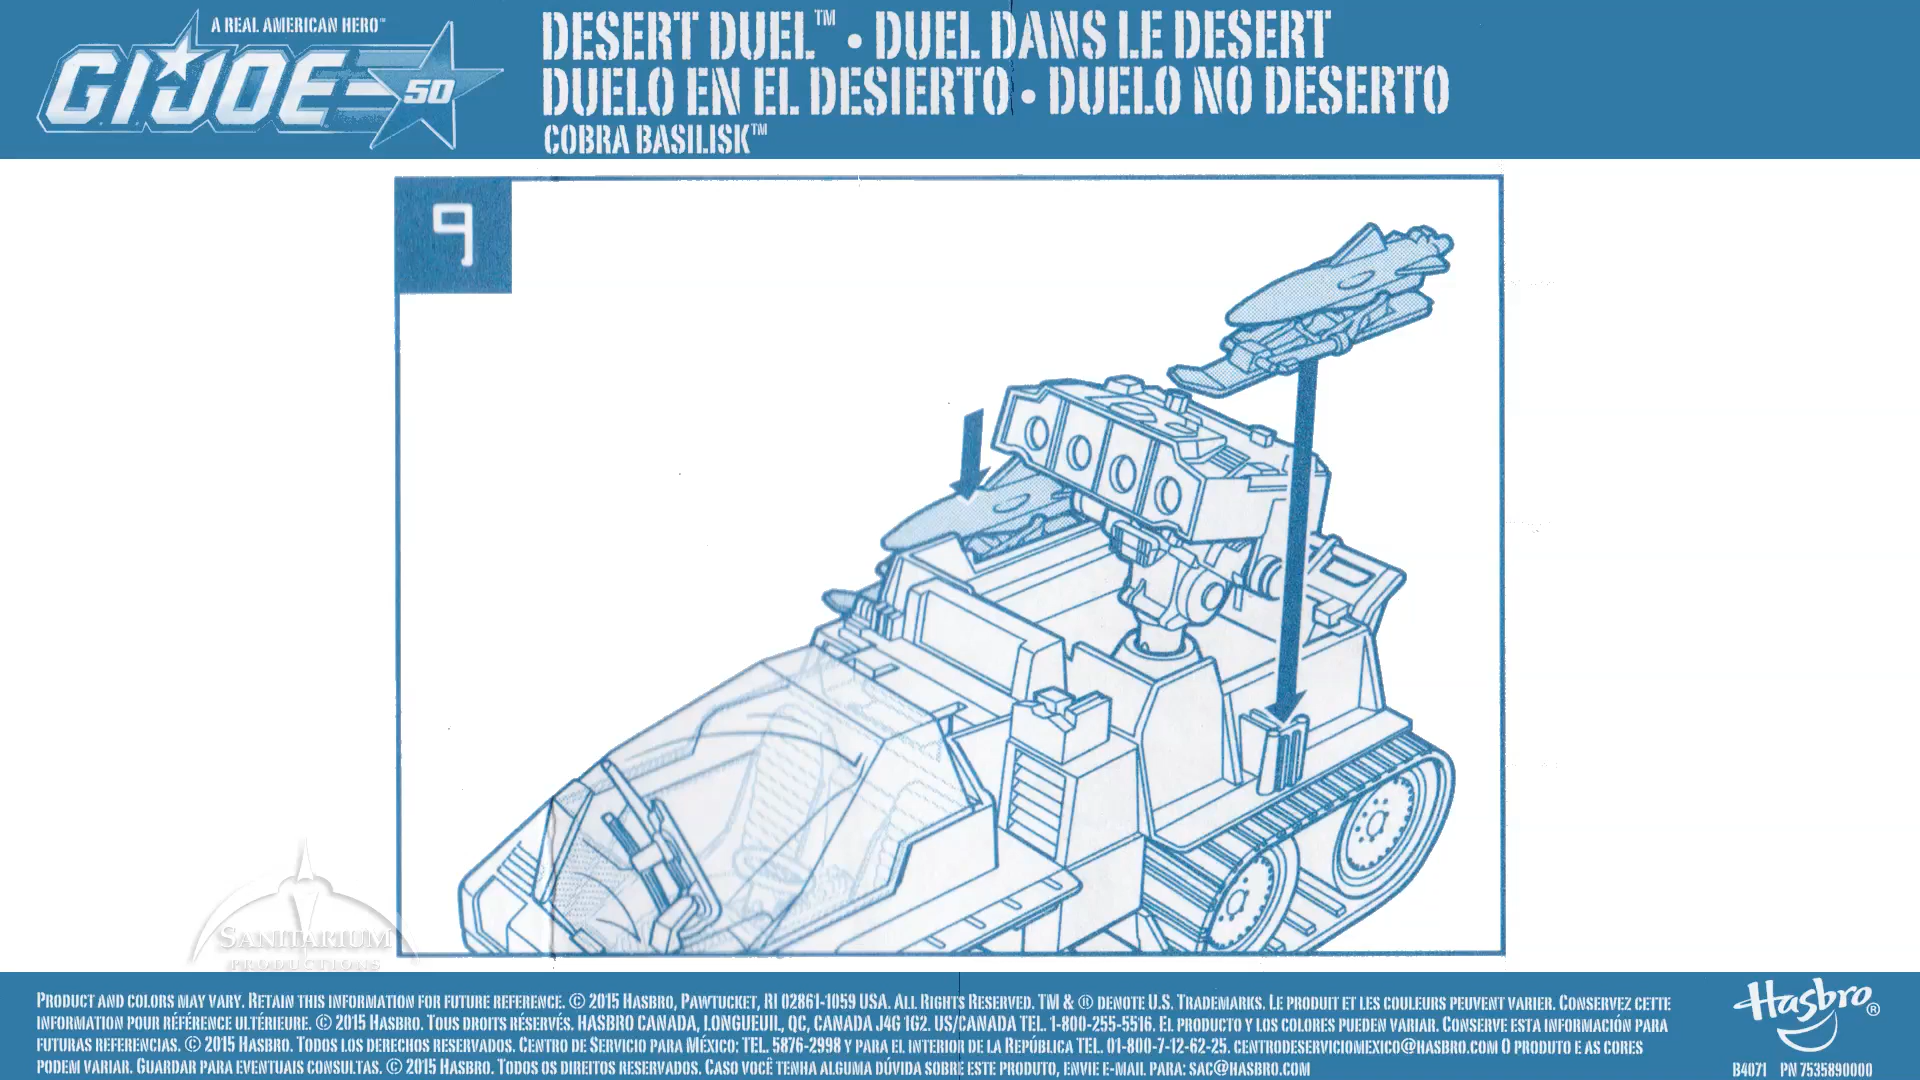 A REAL AMERICAN HERO™
G.I. JOE 50
DESERT DUEL™ • DUEL DANS LE DESERT
DUELO EN EL DESIERTO • DUELO NO DESERTO
COBRA BASILISK™
9
SANITARIUM
PRODUCTIONS
PRODUCT AND COLORS MAY VARY. RETAIN THIS INFORMATION FOR FUTURE REFERENCE. © 2015 HASBRO, PAWTUCKET, RI 02861-1059 USA. ALL RIGHTS RESERVED. TM & ® DENOTE U.S. TRADEMARKS. LE PRODUIT ET LES COULEURS PEUVENT VARIER. CONSERVEZ CETTE
INFORMATION POUR RÉFÉRENCE ULTÉRIEURE. © 2015 HASBRO. TOUS DROITS RÉSERVÉS. HASBRO CANADA, LONGUEUIL, QC, CANADA J4G 1G2. US/CANADA TEL. 1-800-255-5516. EL PRODUCTO Y LOS COLORES PUEDEN VARIAR. CONSERVE ESTA INFORMACIÓN PARA
FUTURAS REFERENCIAS. © 2015 HASBRO. TODOS LOS DERECHOS RESERVADOS. CENTRO DE SERVICIO PARA MÉXICO: TEL. 5876-2998 Y PARA EL INTERIOR DE LA REPÚBLICA TEL. 01-800-7-12-62-25. CENTRODESERVICIOMEXICO@HASBRO.COM O PRODUTO E AS CORES
PODEM VARIAR. GUARDAR PARA EVENTUAIS CONSULTAS. © 2015 HASBRO. TODOS OS DIREITOS RESERVADOS. CASO VOCÊ TENHA ALGUMA DÚVIDA SOBRE ESTE PRODUTO, ENVIE E-MAIL PARA: SAC@HASBRO.COM
Hasbro®
B4071 PN 7535890000